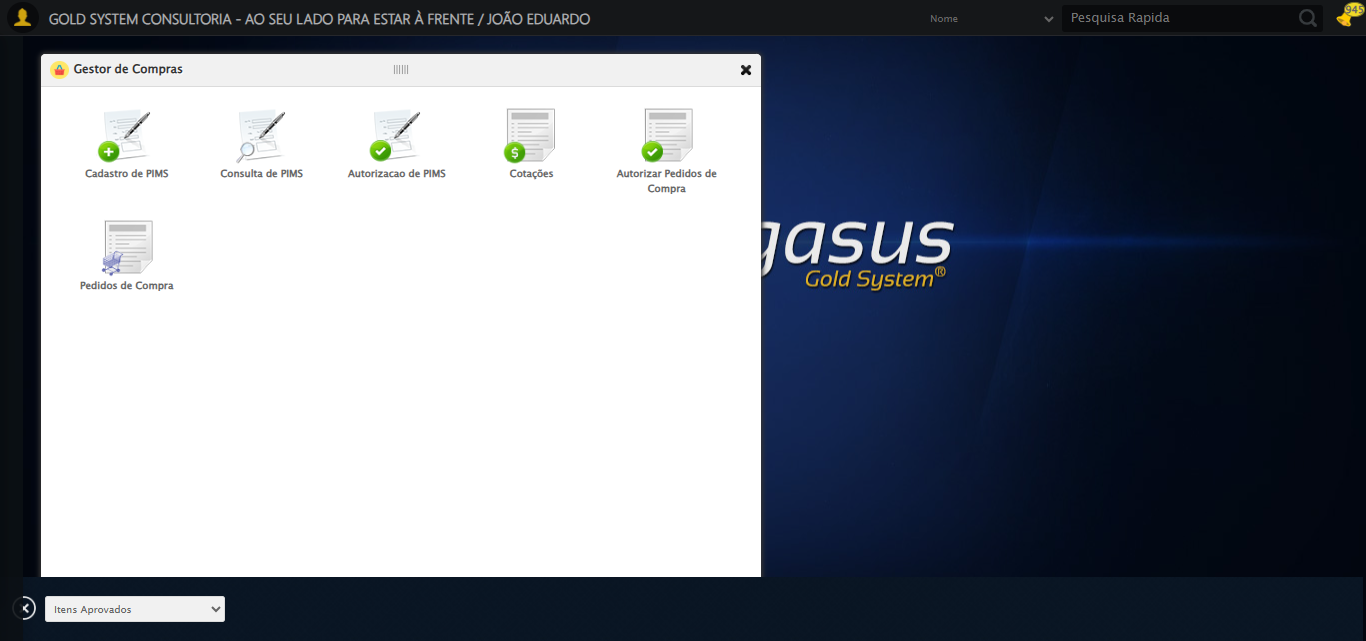 GOLD SYSTEM CONSULTORIA - AO SEU LADO PARA ESTAR À FRENTE / JOÃO EDUARDO
Nome
Pesquisa Rapida
945
Gestor de Compras
Cadastro de PIMS
Consulta de PIMS
Autorizacao de PIMS
Cotações
Autorizar Pedidos de
Compra
Pedidos de Compra
gasus
Gold System®
Itens Aprovados